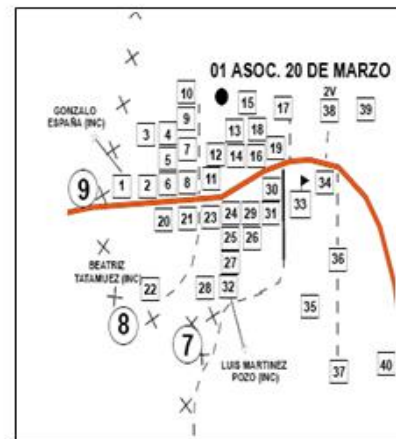 01 ASOC. 20 DE MARZO
10 15 17 2V
38 39
GONZALO
ESPAÑA (INC)
9
3 4 13 18
5 7 12 14 16 19
9
1 2 6 8 11 30 34
33
20 21 23 24 29 31
25 26
27 36
BEATRIZ
TATAMUEZ (INC)
22 28 32
35
8
7
LUIS MARTINEZ
POZO (INC)
37 40